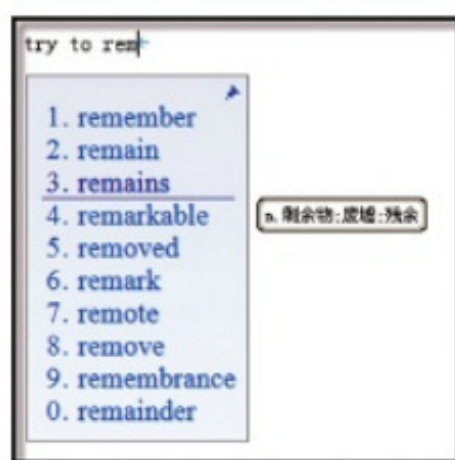 try to rem
1. remember
2. remain
3. remains
4. remarkable
n. 剩余物;废墟;残余
5. removed
6. remark
7. remote
8. remove
9. remembrance
0. remainder